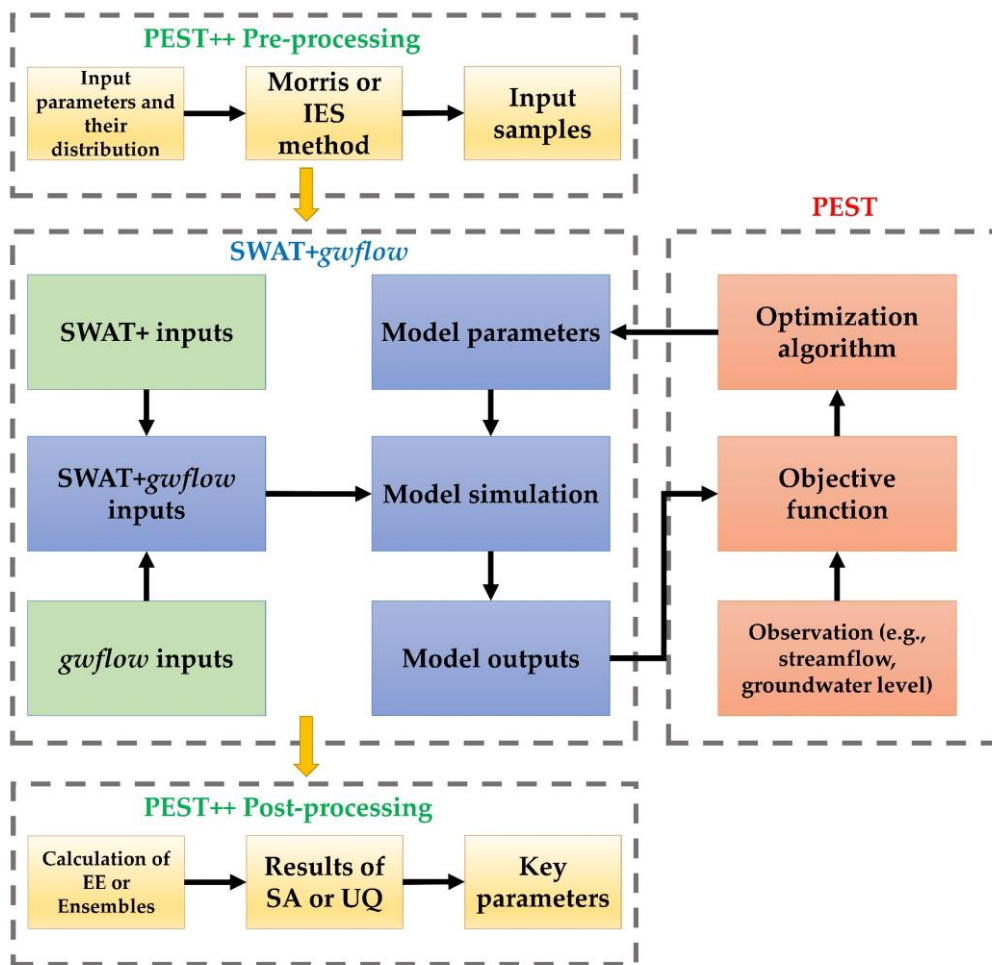 PEST++ Pre-processing
Input
parameters and
their
distribution
Morris or
IES
method
Input
samples
SWAT+gwflow
SWAT+ inputs
Model parameters
SWAT+gwflow
inputs
Model simulation
gwflow inputs
Model outputs
PEST
Optimization
algorithm
Objective
function
Observation (e.g.,
streamflow,
groundwater level)
PEST++ Post-processing
Calculation of
EE or
Ensembles
Results of
SA or UQ
Key
parameters